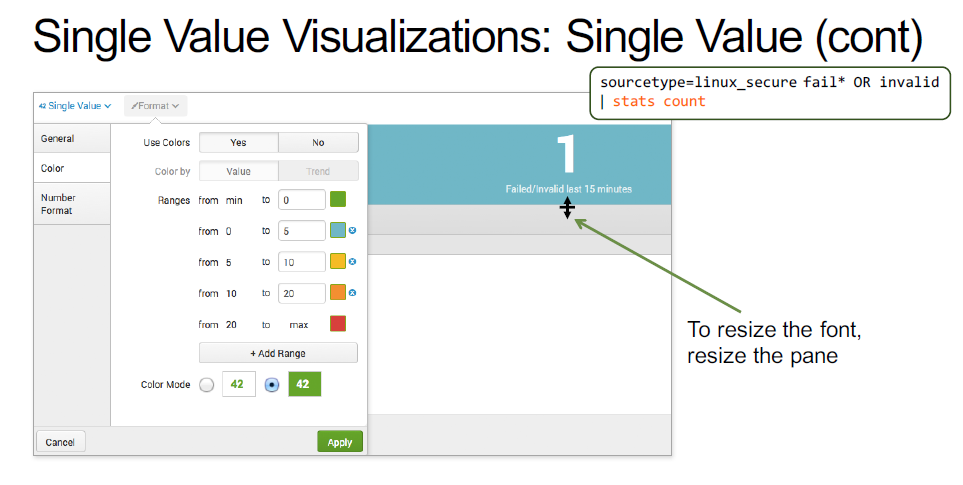 Single Value Visualizations: Single Value (cont)
sourcetype=linux_secure fail* OR invalid
| stats count
42 Single Value
Format
General
Color
Number
Format
Use Colors Yes No
Color by Value Trend
Ranges from min to 0
from 0 to 5
from 5 to 10
from 10 to 20
from 20 to max
+ Add Range
Color Mode 42 42
Cancel Apply
1
Failed/Invalid last 15 minutes
To resize the font,
resize the pane